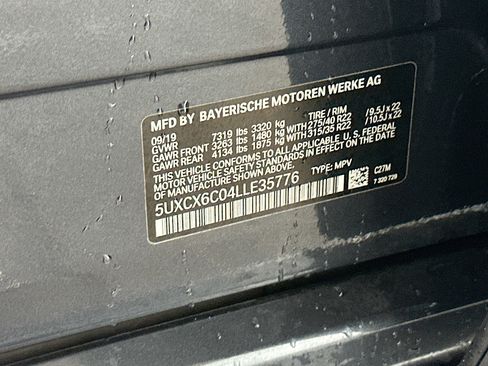 MFD BY BAYERISCHE MOTOREN WERKE AG
09/19 TIRE / RIM
GVWR 7319 lbs 3320 kg
GAWR FRONT 3263 lbs 1480 kg WITH 275/40 R22 / 9.5J x 22
GAWR REAR 4134 lbs 1875 kg WITH 315/35 R22 / 10.5J x 22
THIS VEHICLE CONFORMS TO ALL APPLICABLE U.S. FEDERAL
MOTOR VEHICLE SAFETY STANDARDS IN EFFECT ON THE DATE
OF MANUFACTURE ABOVE.
5UXCX6C04LLE35776 TYPE: MPV
C27M
7 320 729